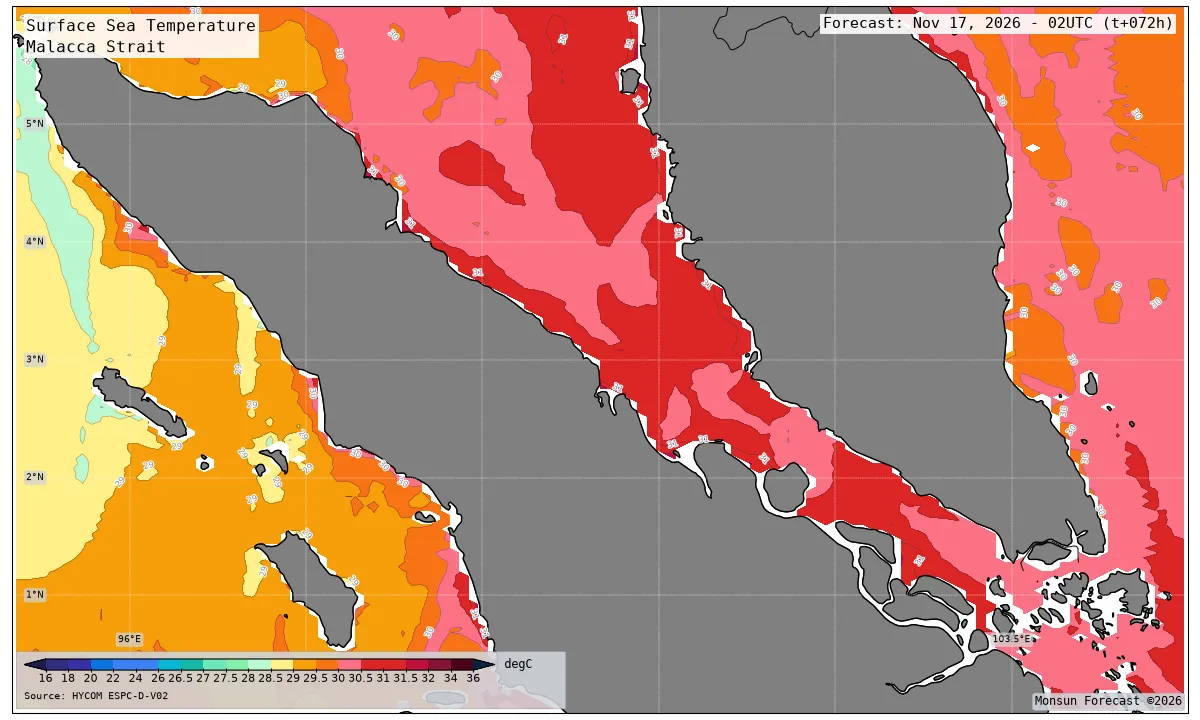 Surface Sea Temperature
Malacca Strait
Forecast: Nov 17, 2026 - 02UTC (t+072h)
5°N
4°N
3°N
2°N
1°N
96°E
103.5°E
degC
16 18 20 22 24 26 26.5 27 27.5 28 28.5 29 29.5 30 30.5 31 31.5 32 34 36
Source: HYCOM ESPC-D-V02
Monsun Forecast ©2026